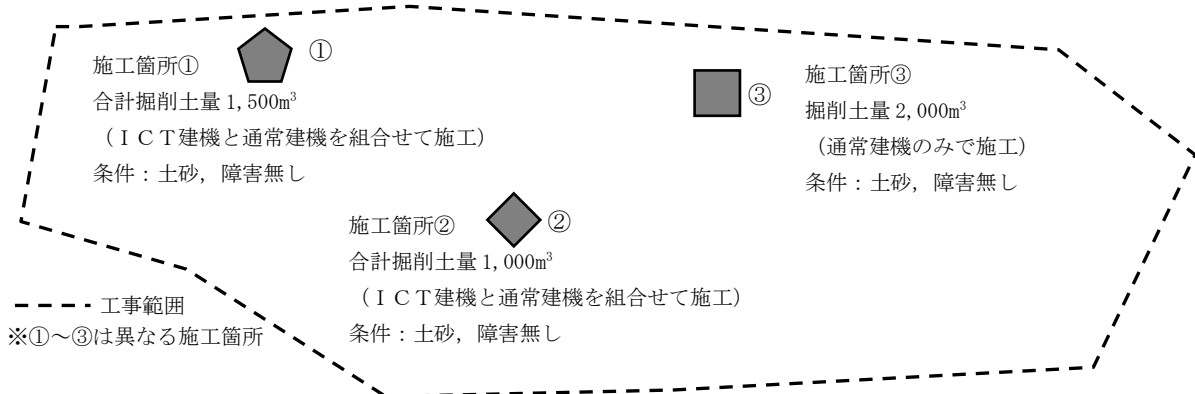 施工箇所①
①
合計掘削土量 1,500m³
（ＩＣＴ建機と通常建機を組合せて施工）
条件：土砂，障害無し
③
施工箇所③
掘削土量 2,000m³
（通常建機のみで施工）
条件：土砂，障害無し
施工箇所②
②
合計掘削土量 1,000m³
（ＩＣＴ建機と通常建機を組合せて施工）
条件：土砂，障害無し
工事範囲
※①～③は異なる施工箇所